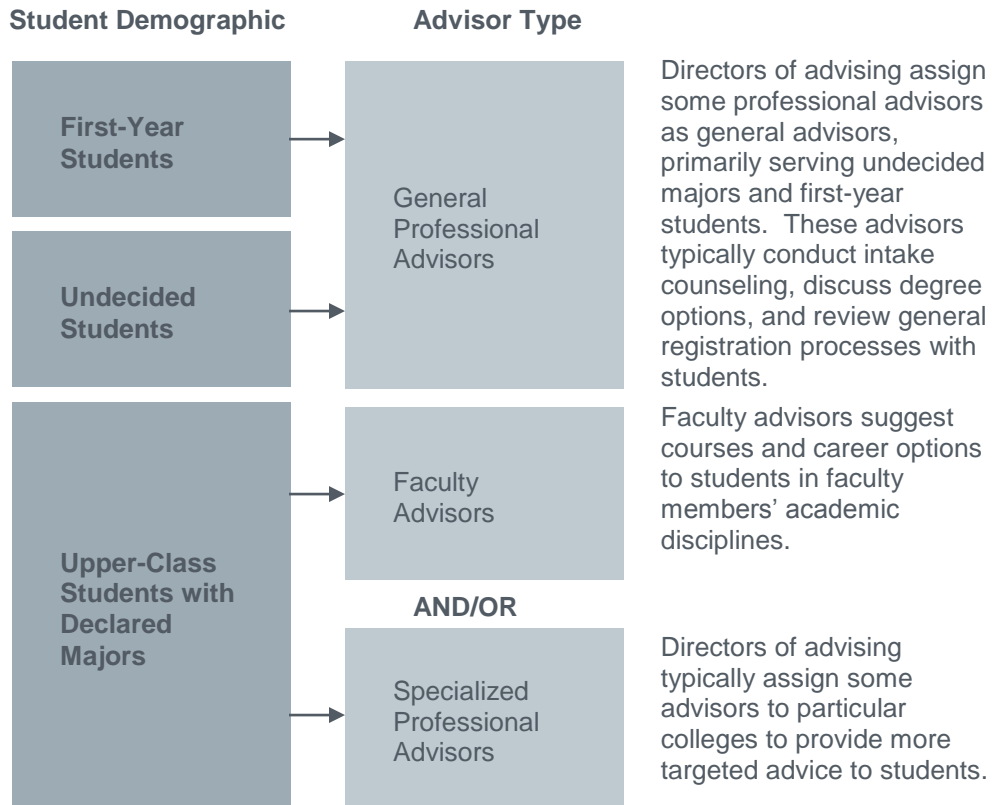 Student Demographic
Advisor Type
First-Year
Students
General
Professional
Advisors
Directors of advising assign
some professional advisors
as general advisors,
primarily serving undecided
majors and first-year
students.  These advisors
typically conduct intake
counseling, discuss degree
options, and review general
registration processes with
students.
Undecided
Students
Upper-Class
Students with
Declared
Majors
Faculty
Advisors
Faculty advisors suggest
courses and career options
to students in faculty
members’ academic
disciplines.
AND/OR
Specialized
Professional
Advisors
Directors of advising
typically assign some
advisors to particular
colleges to provide more
targeted advice to students.